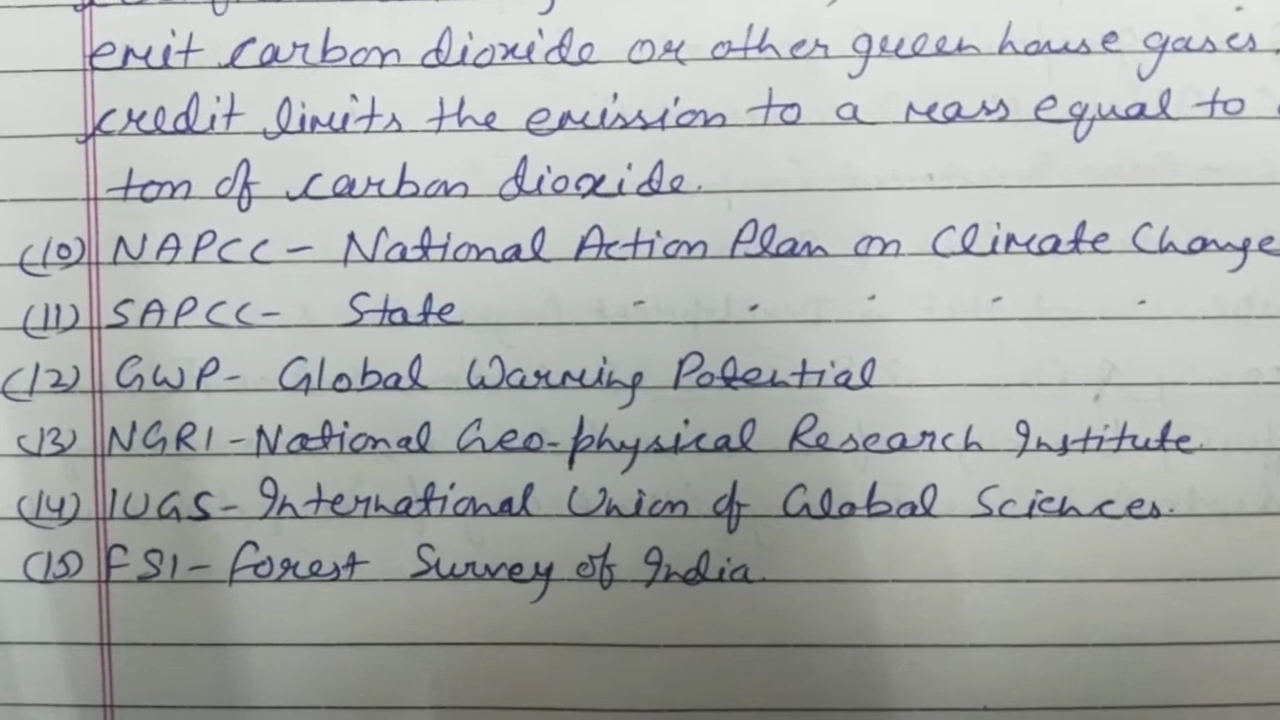 emit carbon dioxide or other green house gases
credit limits the emission to a mass equal to
ton of carbon dioxide.
(10) NAPCC - National Action Plan on Climate Change
(11) SAPCC - State " " " " "
(12) GWP - Global Warming Potential
(13) NGRI - National Geo-physical Research Institute.
(14) IUGS - International Union of Global Sciences.
(15) FSI - Forest Survey of India.